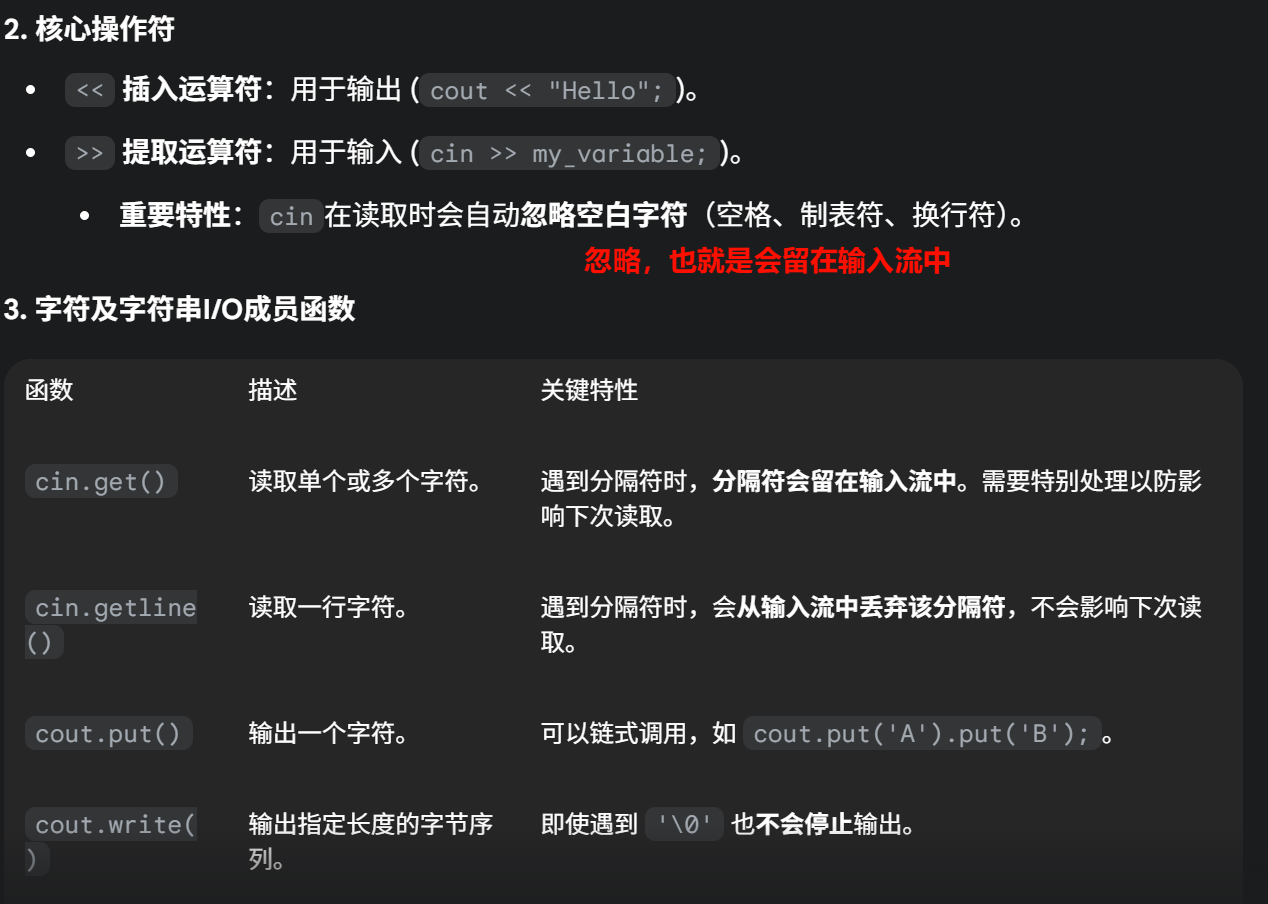 2. 核心操作符
• << 插入运算符：用于输出 ( cout << "Hello"; )。
• >> 提取运算符：用于输入 ( cin >> my_variable; )。
• 重要特性： cin 在读取时会自动忽略空白字符（空格、制表符、换行符）。
忽略，也就是会留在输入流中
3. 字符及字符串I/O成员函数
函数 描述 关键特性
cin.get() 读取单个或多个字符。 遇到分隔符时，分隔符会留在输入流中。需要特别处理以防影
响下次读取。
cin.getline 读取一行字符。 遇到分隔符时，会从输入流中丢弃该分隔符，不会影响下次读
() 取。
cout.put() 输出一个字符。 可以链式调用，如 cout.put('A').put('B'); 。
cout.write( 输出指定长度的字节序 即使遇到 '\0' 也不会停止输出。
) 列。